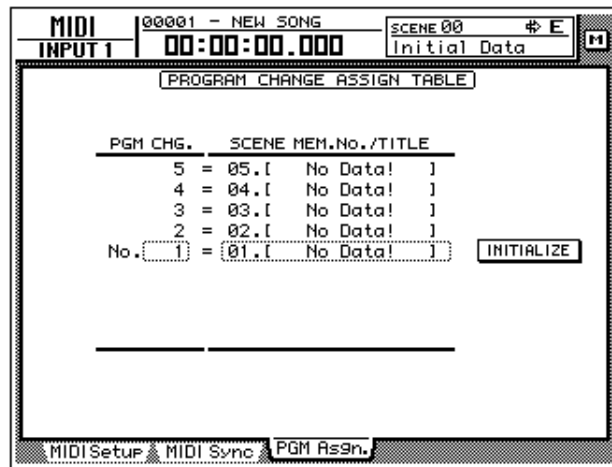 MIDI
INPUT 1
00001 - NEW SONG
00:00:00.000
SCENE 00 E
Initial Data
M
PROGRAM CHANGE ASSIGN TABLE
PGM CHG. SCENE MEM.No./TITLE
5 = 05.[ No Data! ]
4 = 04.[ No Data! ]
3 = 03.[ No Data! ]
2 = 02.[ No Data! ]
No. 1 = 01.[ No Data! ]
INITIALIZE
MIDI Setup MIDI Sync PGM Asgn.